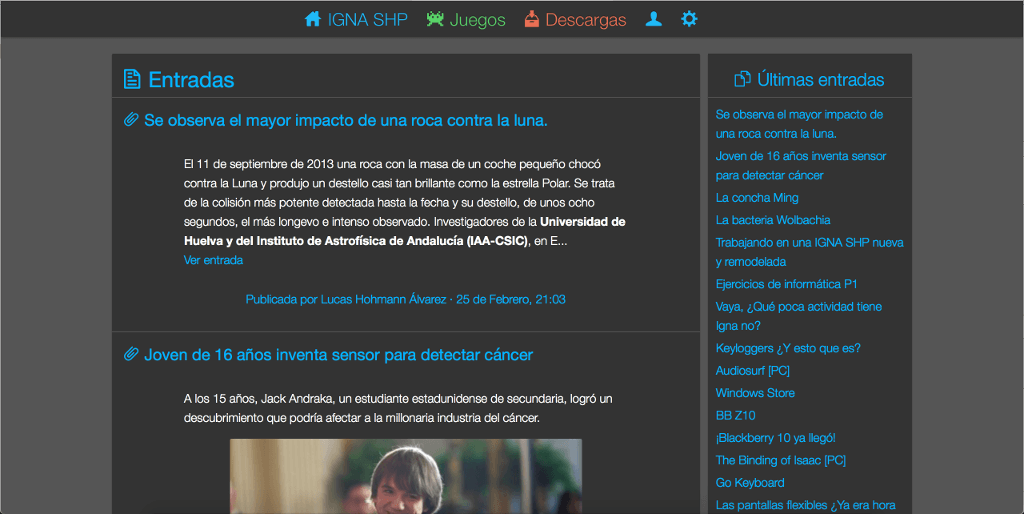 IGNA SHP Juegos Descargas
Entradas
Se observa el mayor impacto de una roca contra la luna.
El 11 de septiembre de 2013 una roca con la masa de un coche pequeño chocó
contra la Luna y produjo un destello casi tan brillante como la estrella Polar. Se trata
de la colisión más potente detectada hasta la fecha y su destello, de unos ocho
segundos, el más longevo e intenso observado. Investigadores de la Universidad de
Huelva y del Instituto de Astrofísica de Andalucía (IAA-CSIC), en E...
Ver entrada
Publicada por Lucas Hohmann Álvarez · 25 de Febrero, 21:03
Joven de 16 años inventa sensor para detectar cáncer
A los 15 años, Jack Andraka, un estudiante estadunidense de secundaria, logró un
descubrimiento que podría afectar a la millonaria industria del cáncer.
Últimas entradas
Se observa el mayor impacto de
una roca contra la luna.
Joven de 16 años inventa sensor
para detectar cáncer
La concha Ming
La bacteria Wolbachia
Trabajando en una IGNA SHP nueva
y remodelada
Ejercicios de informática P1
Vaya, ¿Qué poca actividad tiene
Igna no?
Keyloggers ¿Y esto que es?
Audiosurf [PC]
Windows Store
BB Z10
¡Blackberry 10 ya llegó!
The Binding of Isaac [PC]
Go Keyboard
Las pantallas flexibles ¿Ya era hora